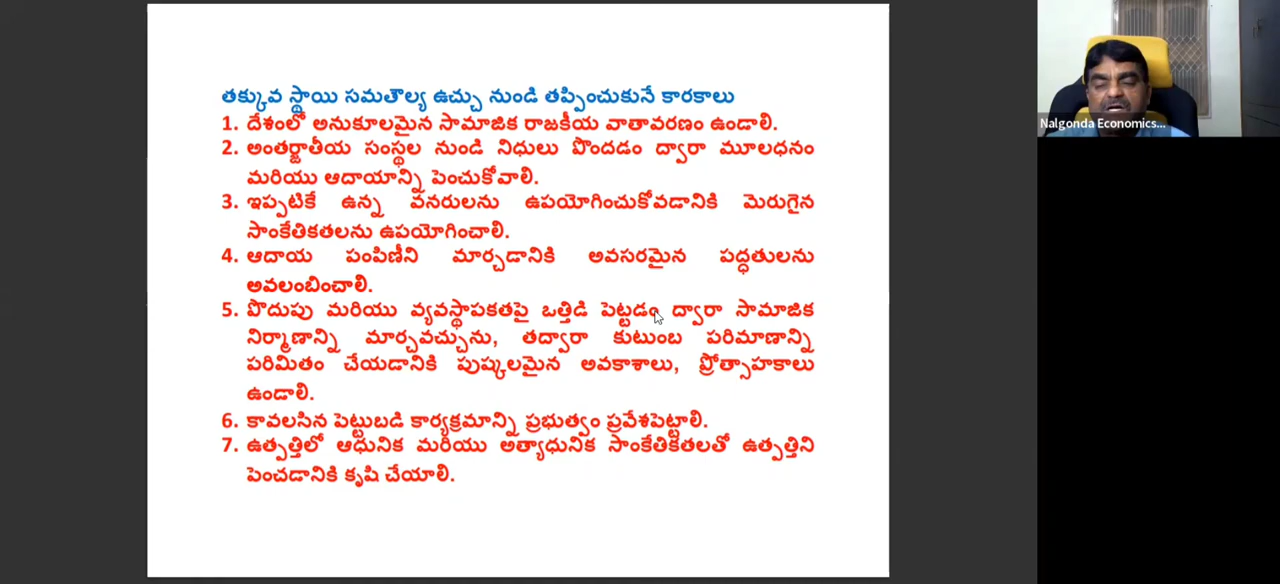 తక్కువ స్థాయి సమతౌల్య ఉచ్చు నుండి తప్పించుకునే కారకాలు
1. దేశంలో అనుకూలమైన సామాజిక రాజకీయ వాతావరణం ఉండాలి.
2. అంతర్జాతీయ సంస్థల నుండి నిధులు పొందడం ద్వారా మూలధనం
మరియు ఆదాయాన్ని పెంచుకోవాలి.
3. ఇప్పటికే ఉన్న వనరులను ఉపయోగించుకోవడానికి మెరుగైన
సాంకేతికతలను ఉపయోగించాలి.
4. ఆదాయ పంపిణీని మార్చడానికి అవసరమైన పద్ధతులను
అవలంబించాలి.
5. పొదుపు మరియు వ్యవస్థాపకతపై ఒత్తిడి పెట్టడం ద్వారా సామాజిక
నిర్మాణాన్ని మార్చవచ్చును, తద్వారా కుటుంబ పరిమాణాన్ని
పరిమితం చేయడానికి పుష్కలమైన అవకాశాలు, ప్రోత్సాహకాలు
ఉండాలి.
6. కావలసిన పెట్టుబడి కార్యక్రమాన్ని ప్రభుత్వం ప్రవేశపెట్టాలి.
7. ఉత్పత్తిలో ఆధునిక మరియు అత్యాధునిక సాంకేతికతలతో ఉత్పత్తిని
పెంచడానికి కృషి చేయాలి.
Nalgonda Economics...